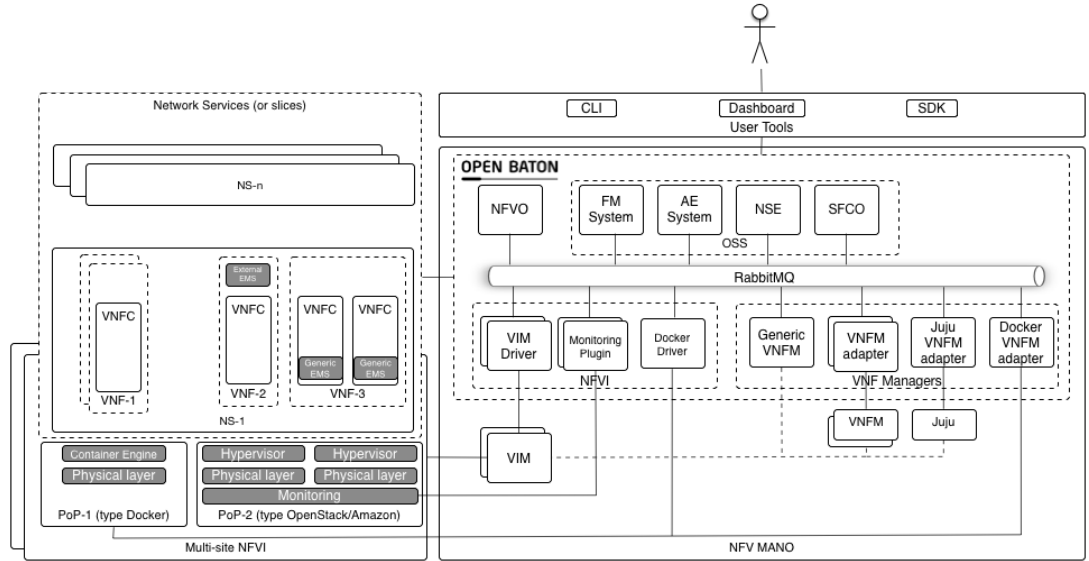 CLI
Dashboard
SDK
User Tools
Network Services (or slices)
NS-n
OPEN BATON
NFVO
FM
System
AE
System
NSE
SFCO
OSS
RabbitMQ
External
EMS
VNFC
VNFC
VNFC
VNFC
Generic
EMS
Generic
EMS
VNF-1
VNF-2
VNF-3
NS-1
VIM
Driver
Monitoring
Plugin
Docker
Driver
NFVI
Generic
VNFM
VNFM
adapter
Juju
VNFM
adapter
Docker
VNFM
adapter
VNF Managers
VNFM
Juju
VIM
Container Engine
Physical layer
PoP-1 (type Docker)
Hypervisor
Hypervisor
Physical layer
Physical layer
Monitoring
PoP-2 (type OpenStack/Amazon)
Multi-site NFVI
NFV MANO